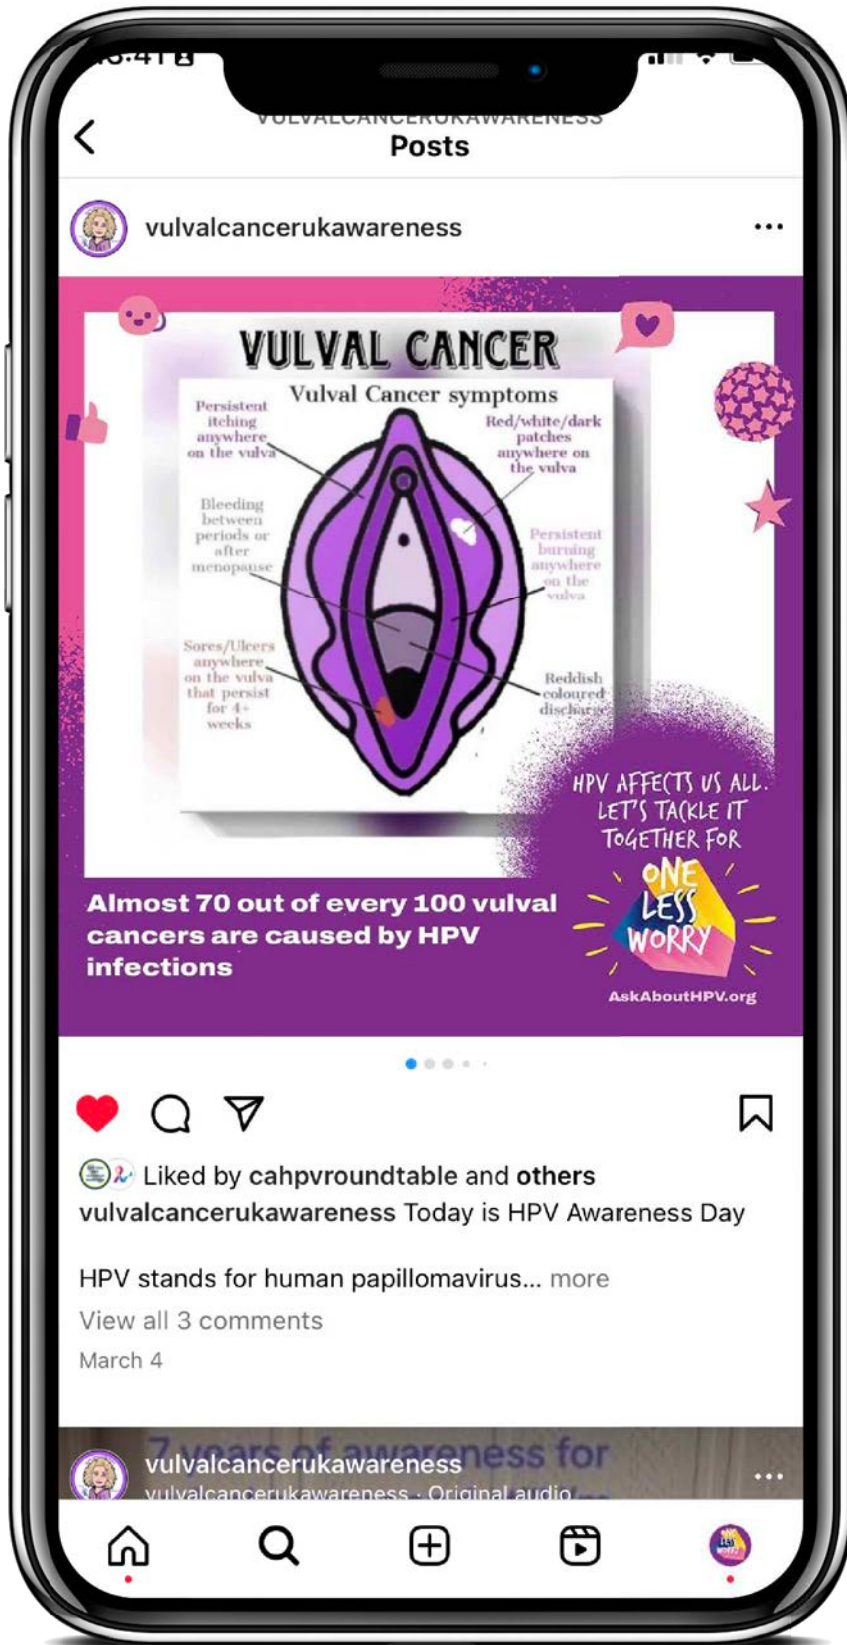 VULVALCANCERUKAWARENESS
Posts
vulvalcancerukawareness
VULVAL CANCER
Vulval Cancer symptoms
Persistent
itching
anywhere
on the vulva
Red/white/dark
patches
anywhere on
the vulva
Bleeding
between
periods or
after
menopause
Persistent
burning
anywhere
on the
vulva
Sores/Ulcers
anywhere
on the vulva
that persist
for 4+
weeks
Reddish
coloured
discharge
HPV AFFECTS US ALL.
LET'S TACKLE IT
TOGETHER FOR
ONE
LESS
WORRY
AskAboutHPV.org
Almost 70 out of every 100 vulval
cancers are caused by HPV
infections
Liked by cahpvroundtable and others
vulvalcancerukawareness Today is HPV Awareness Day
HPV stands for human papillomavirus... more
View all 3 comments
March 4
7 years of awareness for
vulvalcancerukawareness
vulvalcancerukawareness · Original audio
ONE
LESS
WORRY